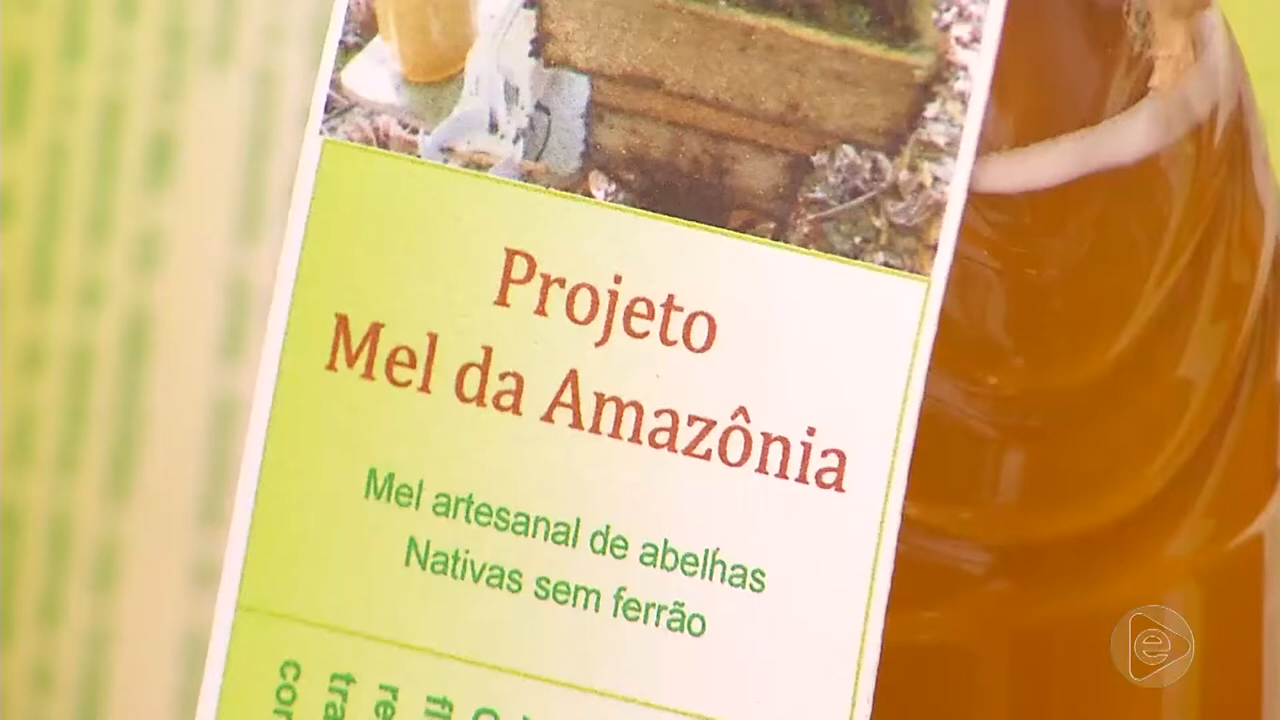 Projeto
Mel da Amazônia
Mel artesanal de abelhas
Nativas sem ferrão